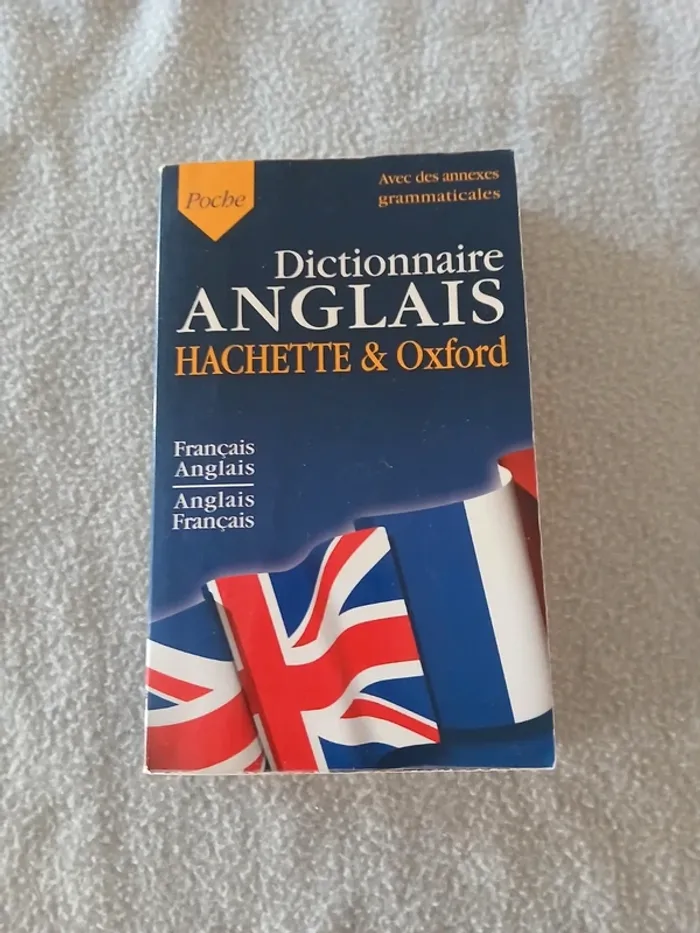 Poche
Avec des annexes
grammaticales
Dictionnaire
ANGLAIS
HACHETTE & Oxford
Français
Anglais
Anglais
Français